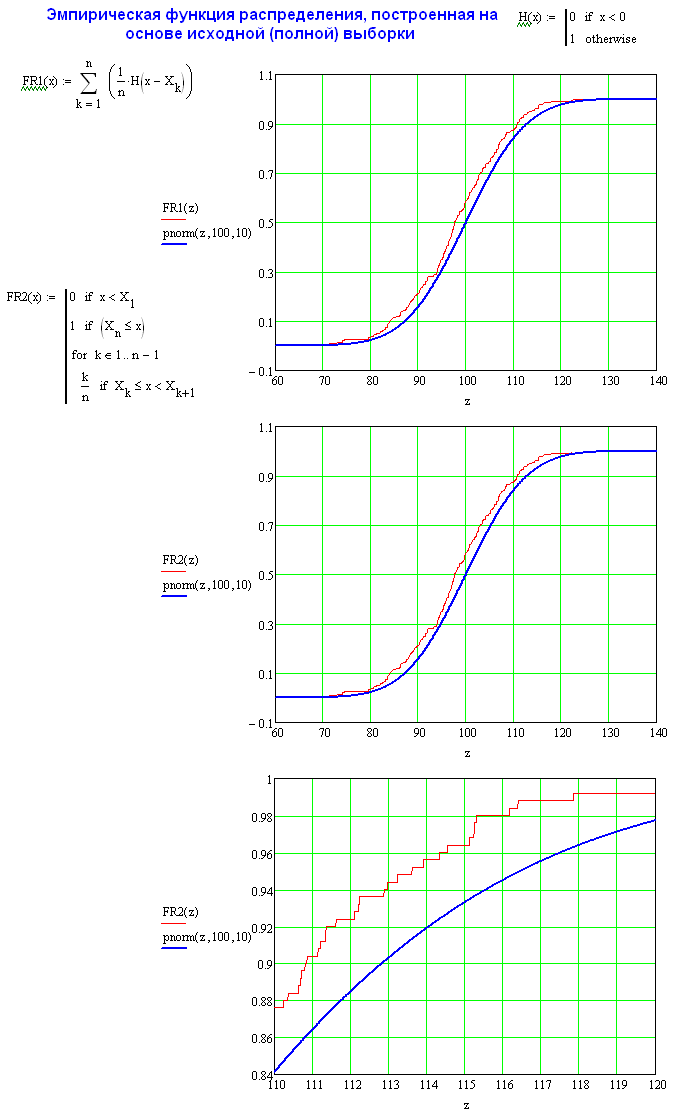 Эмпирическая функция распределения, построенная на
основе исходной (полной) выборки
H(x) := 0 if x < 0
1 otherwise
n
FR1(x) := ∑ (1/n · H(x − X_k))
k = 1
1.1
0.9
0.7
FR1(z)
0.5
pnorm(z, 100, 10)
0.3
0.1
− 0.1
60 70 80 90 100 110 120 130 140
z
FR2(x) := 0 if x < X_1
1 if (X_n ≤ x)
for k ∈ 1 .. n − 1
k/n if X_k ≤ x < X_k+1
1.1
0.9
0.7
FR2(z)
0.5
pnorm(z, 100, 10)
0.3
0.1
− 0.1
60 70 80 90 100 110 120 130 140
z
1
0.98
0.96
0.94
FR2(z)
0.92
pnorm(z, 100, 10)
0.9
0.88
0.86
0.84
110 111 112 113 114 115 116 117 118 119 120
z